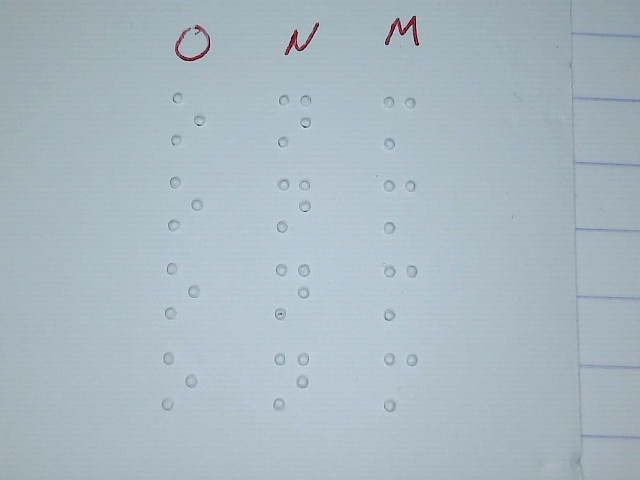 O N M
⠕ ⠝ ⠍
⠕ ⠝ ⠍
⠕ ⠝ ⠍
⠕ ⠝ ⠍